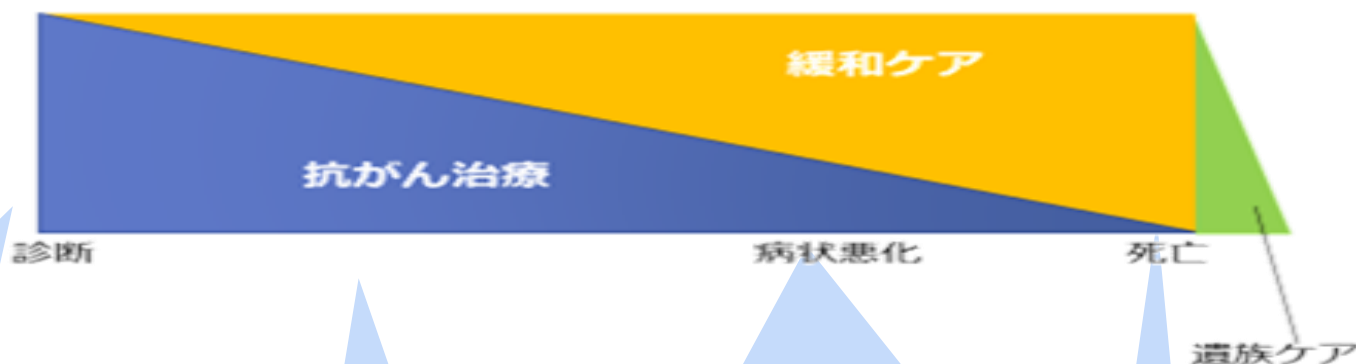 緩和ケア
抗がん治療
診断
病状悪化
死亡
遺族ケア